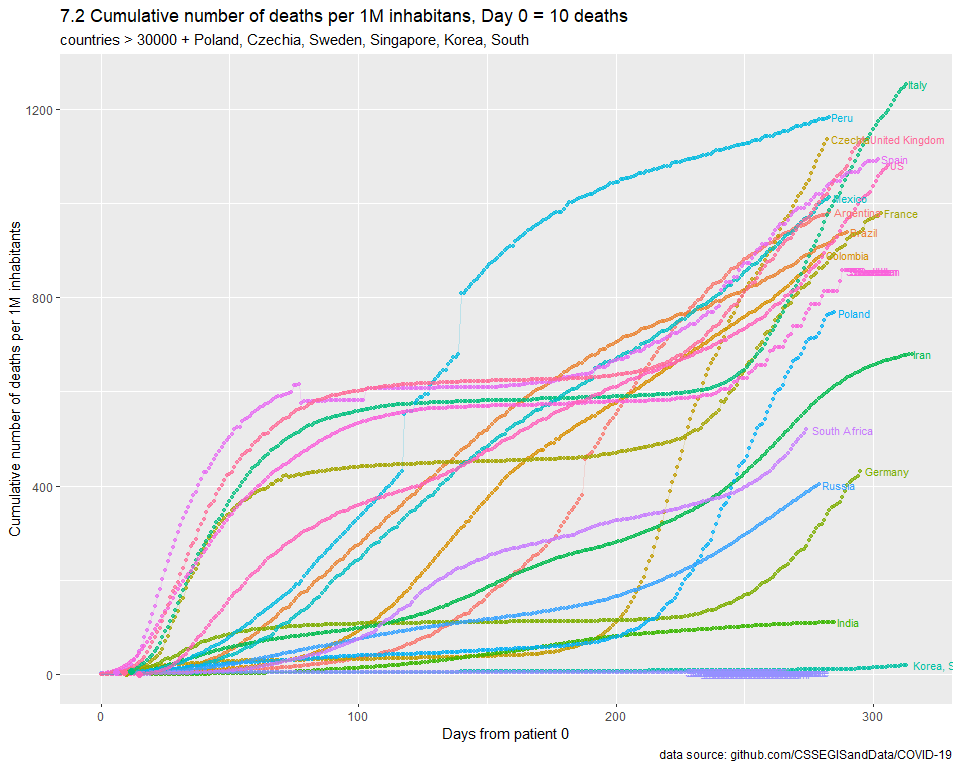 7.2 Cumulative number of deaths per 1M inhabitans, Day 0 = 10 deaths
countries > 30000 + Poland, Czechia, Sweden, Singapore, Korea, South
Cumulative number of deaths per 1M inhabitants
1200
800
400
0
Italy
Peru
Czechia
United Kingdom
Spain
US
Mexico
Argentina
France
Brazil
Colombia
Poland
Iran
South Africa
Germany
Russia
India
Korea, S
0
100
200
300
Days from patient 0
data source: github.com/CSSEGISandData/COVID-19